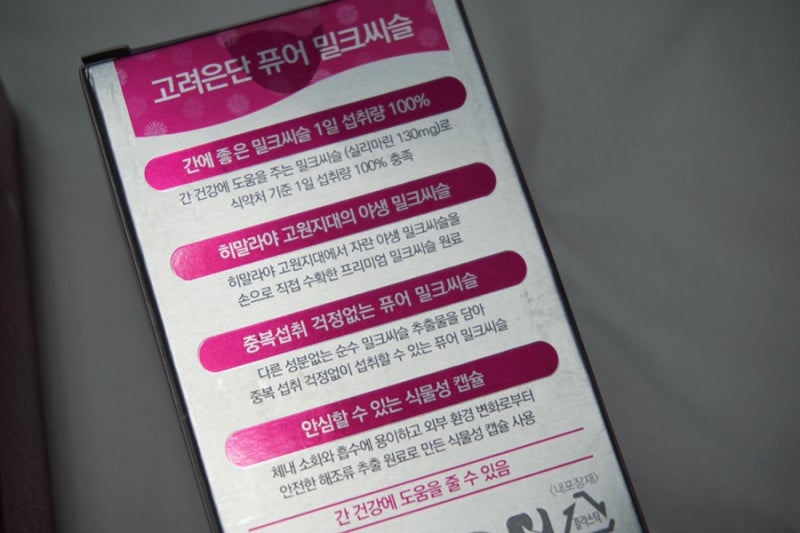 고려은단 퓨어 밀크씨슬
간에 좋은 밀크씨슬 1일 섭취량 100%
간 건강에 도움을 주는 밀크씨슬 (실리마린 130mg)로
식약처 기준 1일 섭취량 100% 충족
히말라야 고원지대의 야생 밀크씨슬
히말라야 고원지대에서 자란 야생 밀크씨슬을
손으로 직접 수확한 프리미엄 밀크씨슬 원료
중복섭취 걱정없는 퓨어 밀크씨슬
다른 성분없는 순수 밀크씨슬 추출물을 담아
중복 섭취 걱정없이 섭취할 수 있는 퓨어 밀크씨슬
안심할 수 있는 식물성 캡슐
체내 소화와 흡수에 용이하고 외부 환경 변화로부터
안전한 해조류 추출 원료로 만든 식물성 캡슐 사용
간 건강에 도움을 줄 수 있음
<내포장재>
플라스틱